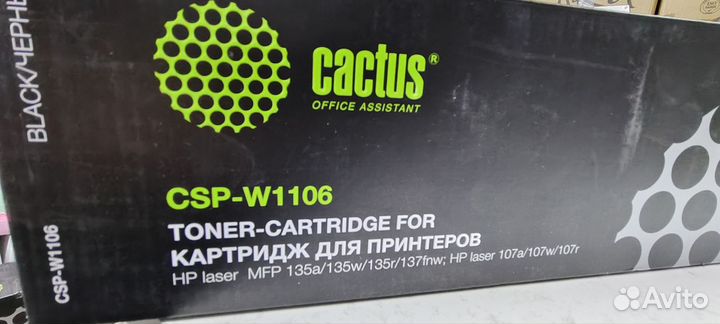 cactus®
OFFICE ASSISTANT
CSP-W1106
TONER-CARTRIDGE FOR
КАРТРИДЖ ДЛЯ ПРИНТЕРОВ
HP laser MFP 135a/135w/135r/137fnw; HP laser 107a/107w/107r
BLACK/ЧЕРНЫ
CSP-W1106
Avito